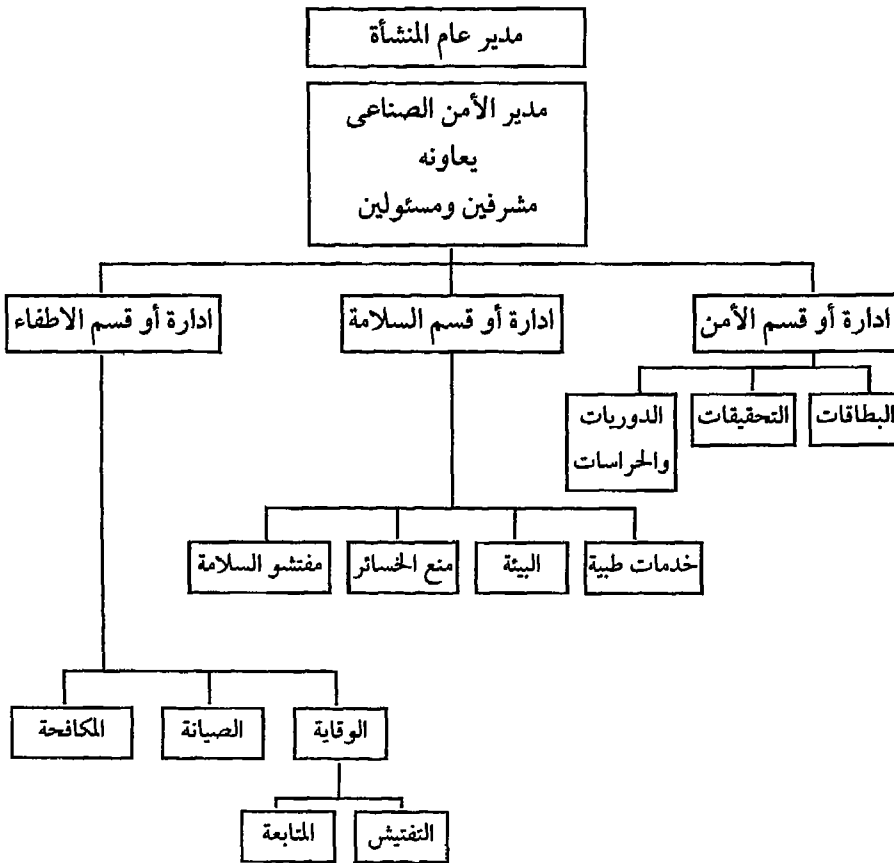 مدير عام المنشأة
مدير الأمن الصناعى
يعاونه
مشرفين ومسئولين
ادارة أو قسم الأمن
ادارة أو قسم السلامة
ادارة أو قسم الاطفاء
البطاقات
التحقيقات
الدوريات
والحراسات
خدمات طبية
البيئة
منع الخسائر
مفتشو السلامة
الوقاية
الصيانة
المكافحة
التفتيش
المتابعة